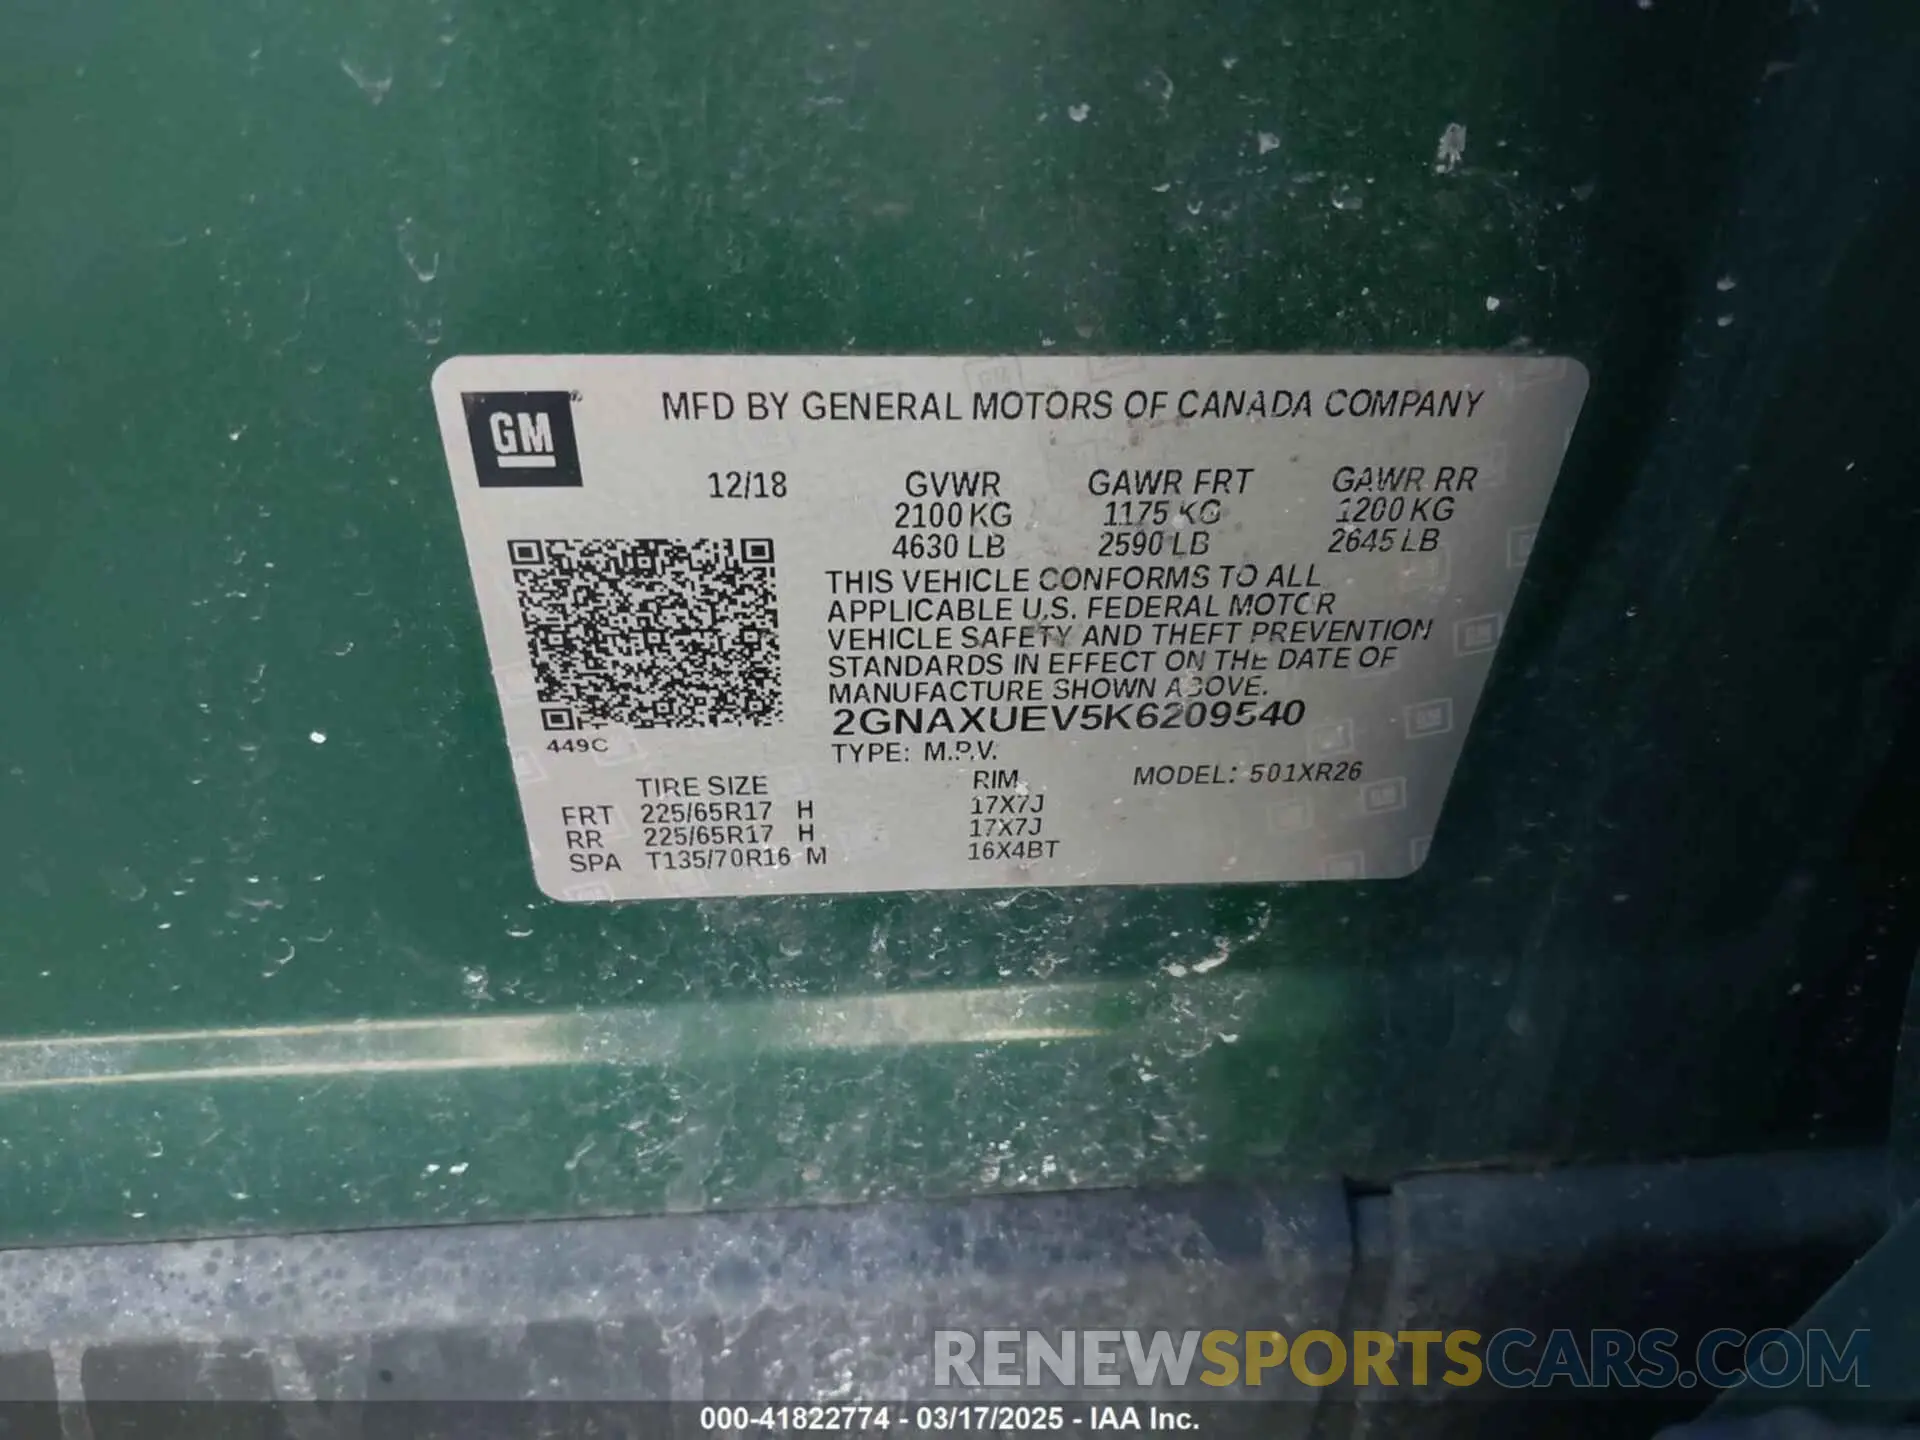 GM
MFD BY GENERAL MOTORS OF CANADA COMPANY
12/18 GVWR GAWR FRT GAWR RR
2100 KG 1175 KG 1200 KG
4630 LB 2590 LB 2645 LB
THIS VEHICLE CONFORMS TO ALL
APPLICABLE U.S. FEDERAL MOTOR
VEHICLE SAFETY AND THEFT PREVENTION
STANDARDS IN EFFECT ON THE DATE OF
MANUFACTURE SHOWN ABOVE.
2GNAXUEV5K6209540
449C
TYPE: M.P.V.
TIRE SIZE RIM MODEL: 501XR26
FRT 225/65R17 H 17X7J
RR 225/65R17 H 17X7J
SPA T135/70R16 M 16X4BT
RENEWSPORTSCARS.COM
000-41822774 - 03/17/2025 - IAA Inc.